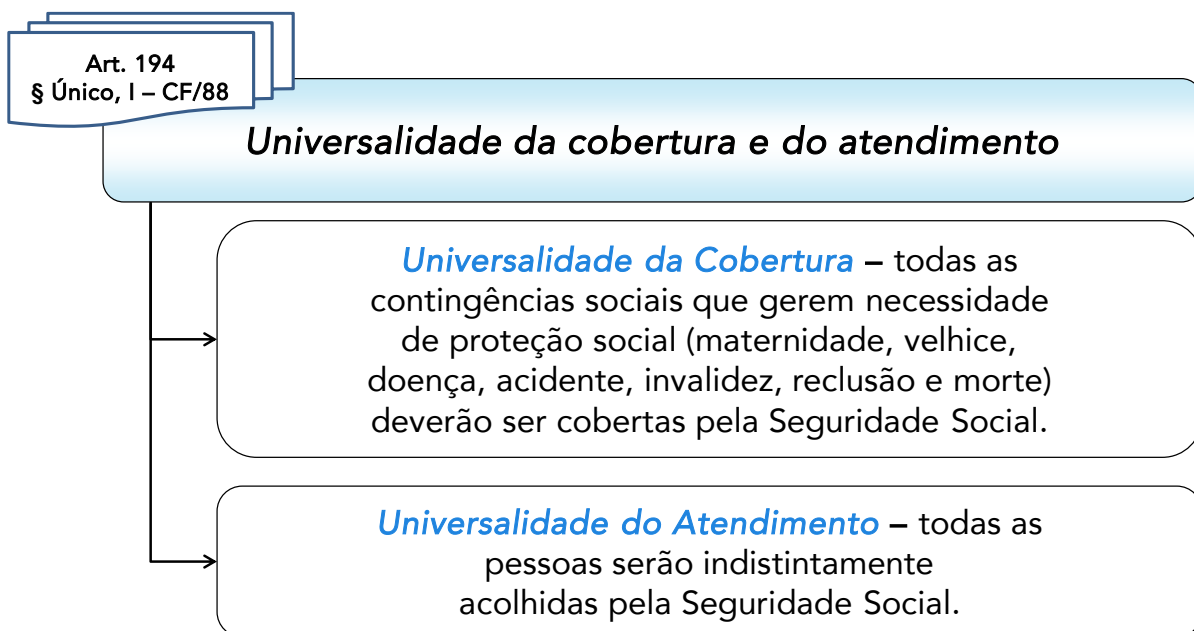 Art. 194
§ Único, I – CF/88
Universalidade da cobertura e do atendimento
Universalidade da Cobertura – todas as
contingências sociais que gerem necessidade
de proteção social (maternidade, velhice,
doença, acidente, invalidez, reclusão e morte)
deverão ser cobertas pela Seguridade Social.
Universalidade do Atendimento – todas as
pessoas serão indistintamente
acolhidas pela Seguridade Social.